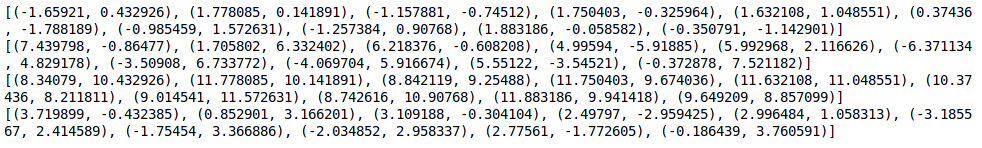 [(-1.65921, 0.432926), (1.778085, 0.141891), (-1.157881, -0.74512), (1.750403, -0.325964), (1.632108, 1.048551), (0.37436
, -1.788189), (-0.985459, 1.572631), (-1.257384, 0.90768), (1.883186, -0.058582), (-0.350791, -1.142901)]
[(7.439798, -0.86477), (1.705802, 6.332402), (6.218376, -0.608208), (4.99594, -5.91885), (5.992968, 2.116626), (-6.371134
, 4.829178), (-3.50908, 6.733772), (-4.069704, 5.916674), (5.55122, -3.54521), (-0.372878, 7.521182)]
[(8.34079, 10.432926), (11.778085, 10.141891), (8.842119, 9.25488), (11.750403, 9.674036), (11.632108, 11.048551), (10.37
436, 8.211811), (9.014541, 11.572631), (8.742616, 10.90768), (11.883186, 9.941418), (9.649209, 8.857099)]
[(3.719899, -0.432385), (0.852901, 3.166201), (3.109188, -0.304104), (2.49797, -2.959425), (2.996484, 1.058313), (-3.1855
67, 2.414589), (-1.75454, 3.366886), (-2.034852, 2.958337), (2.77561, -1.772605), (-0.186439, 3.760591)]